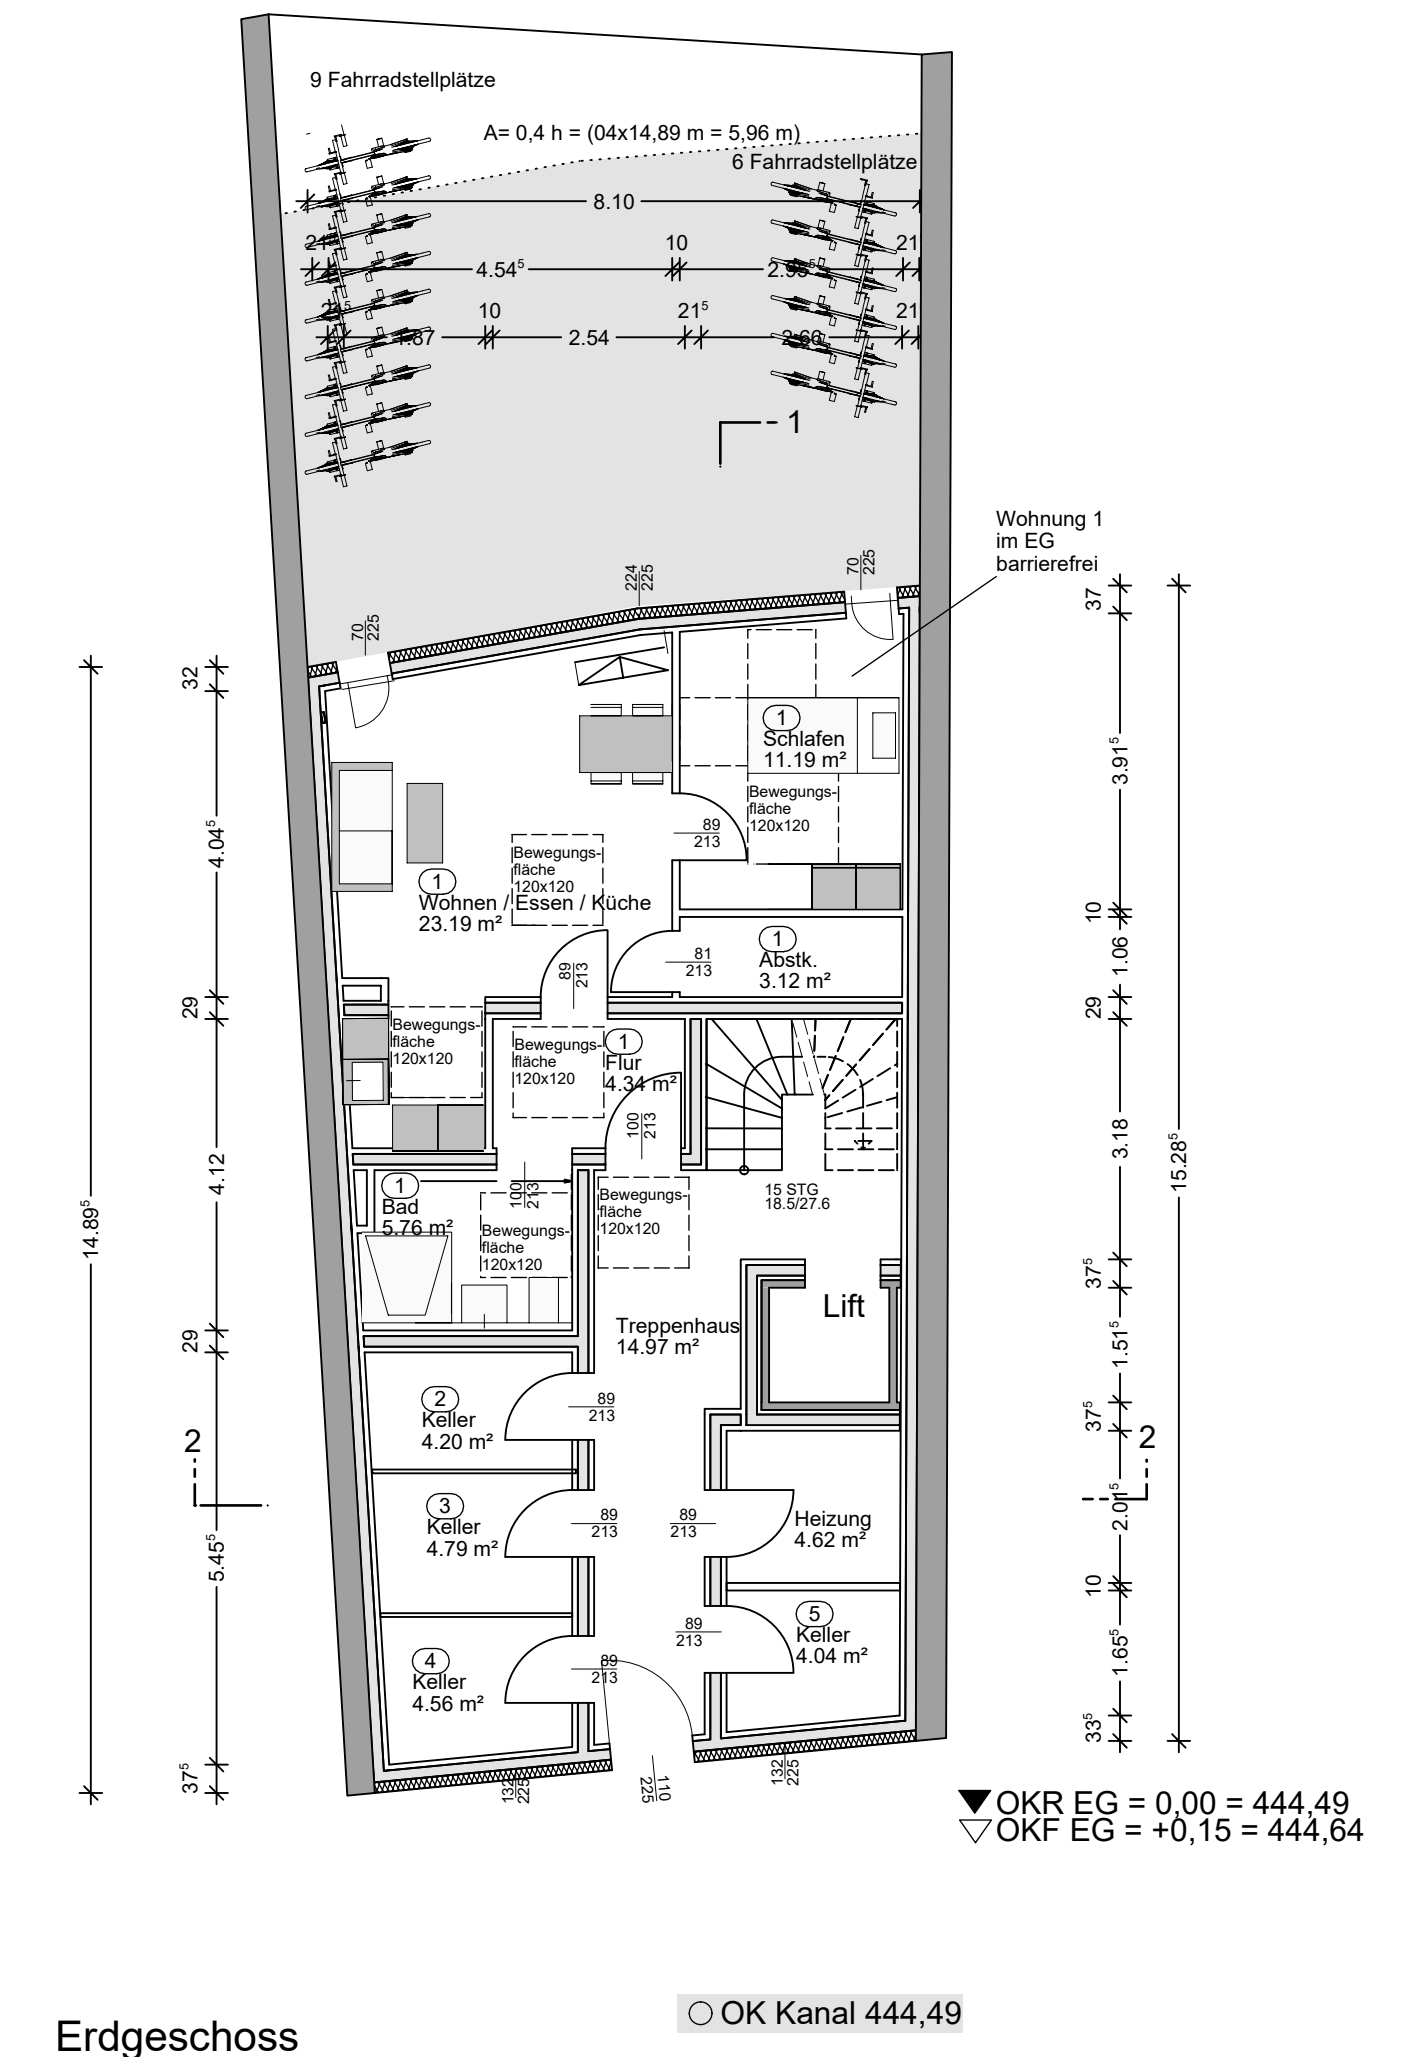 9 Fahrradstellplätze
A= 0,4 h = (04x14,89 m = 5,96 m)
6 Fahrradstellplätze
8.10
21
4.54⁵
10
2.95⁵
21
21⁵
1.87
10
2.54
21⁵
2.66
21
1
Wohnung 1
im EG
barrierefrei
70
225
224
225
70
225
37
32
3.91⁵
4.04⁵
10
1.06
29
29
4.12
3.18
15.28⁵
14.89⁵
37⁵
1.51⁵
29
37⁵
2
2
2.01⁵
5.45⁵
10
1.65⁵
33⁵
37⁵
1
Schlafen
11.19 m²
Bewegungs-
fläche
120x120
89
213
Bewegungs-
fläche
120x120
1
Wohnen / Essen / Küche
23.19 m²
89
213
81
213
1
Abstk.
3.12 m²
Bewegungs-
fläche
120x120
Bewegungs-
fläche
120x120
1
Flur
4.34 m²
100
213
15 STG
18.5/27.6
1
Bad
5.76 m²
100
213
Bewegungs-
fläche
120x120
Bewegungs-
fläche
120x120
Lift
Treppenhaus
14.97 m²
2
Keller
4.20 m²
89
213
3
Keller
4.79 m²
89
213
89
213
Heizung
4.62 m²
4
Keller
4.56 m²
89
213
89
213
5
Keller
4.04 m²
132
225
110
225
132
225
OKR EG = 0,00 = 444,49
OKF EG = +0,15 = 444,64
OK Kanal 444,49
Erdgeschoss